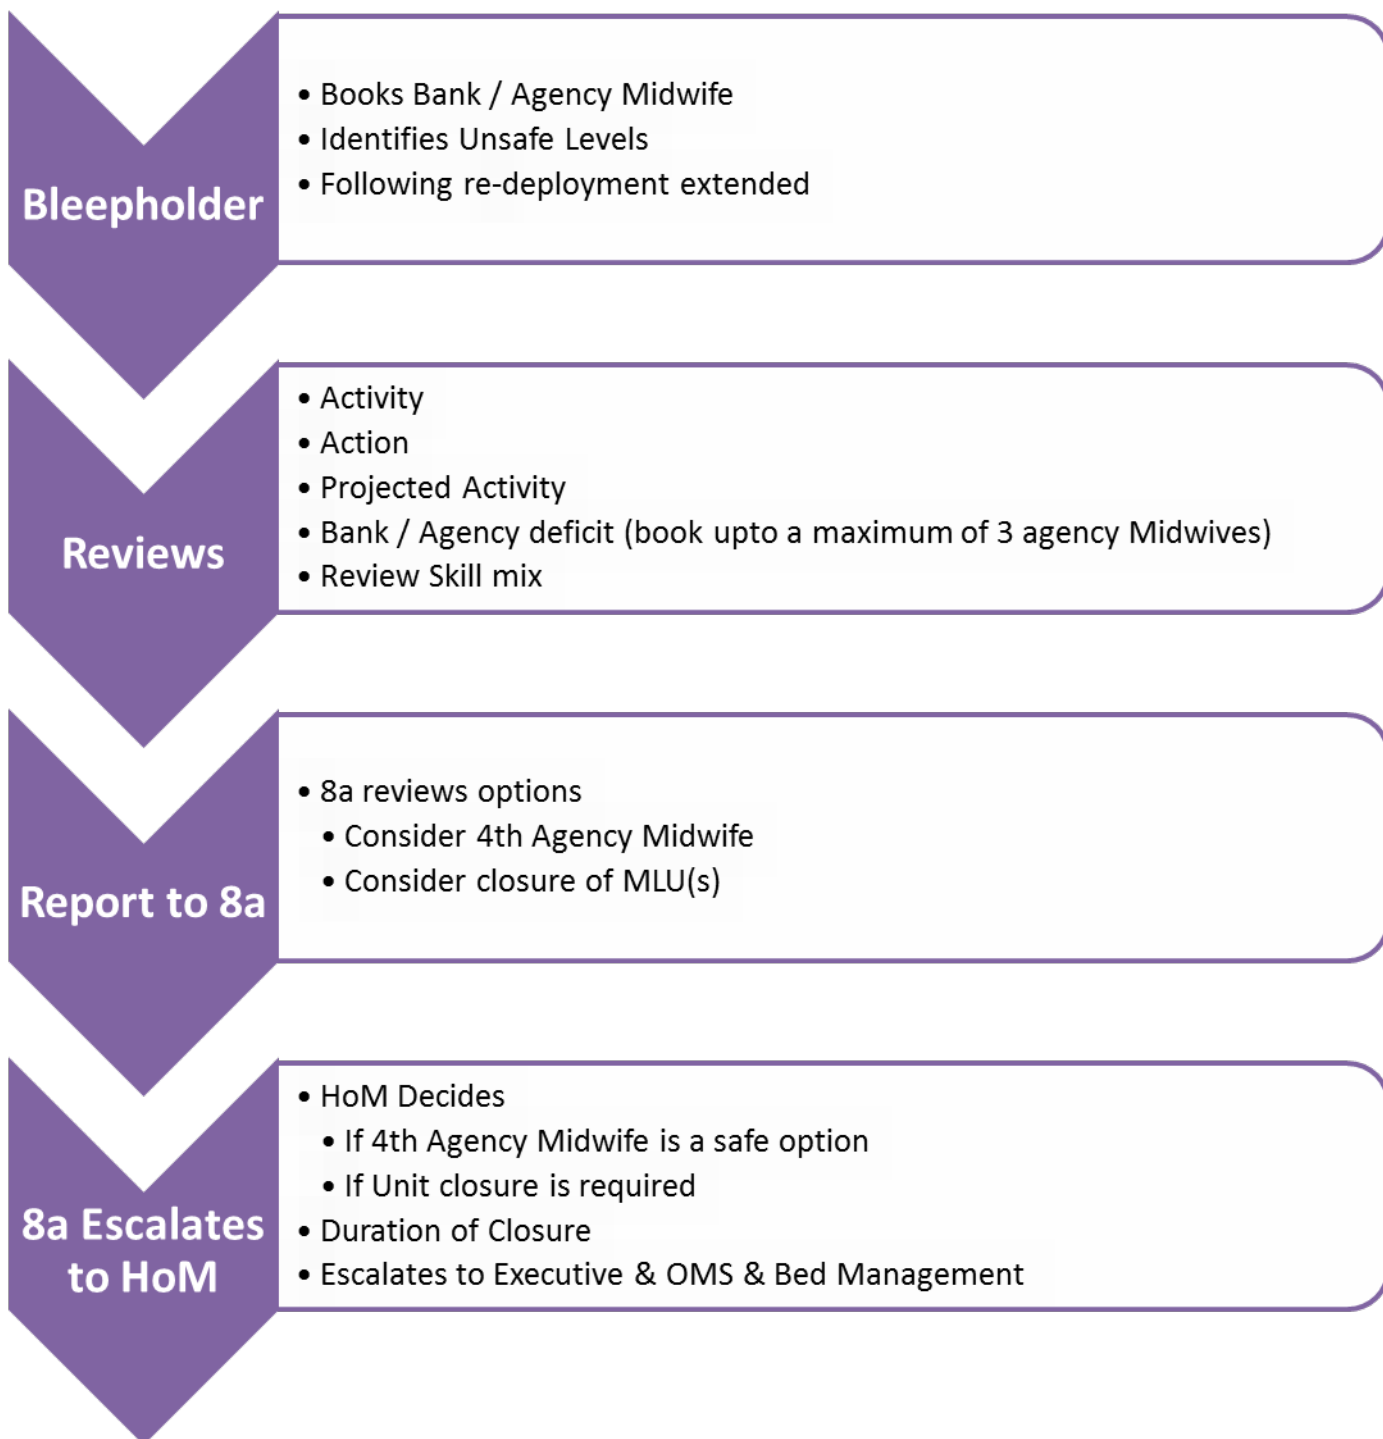 Bleepholder
• Books Bank / Agency Midwife
• Identifies Unsafe Levels
• Following re-deployment extended
Reviews
• Activity
• Action
• Projected Activity
• Bank / Agency deficit (book upto a maximum of 3 agency Midwives)
• Review Skill mix
Report to 8a
• 8a reviews options
• Consider 4th Agency Midwife
• Consider closure of MLU(s)
8a Escalates
to HoM
• HoM Decides
• If 4th Agency Midwife is a safe option
• If Unit closure is required
• Duration of Closure
• Escalates to Executive & OMS & Bed Management